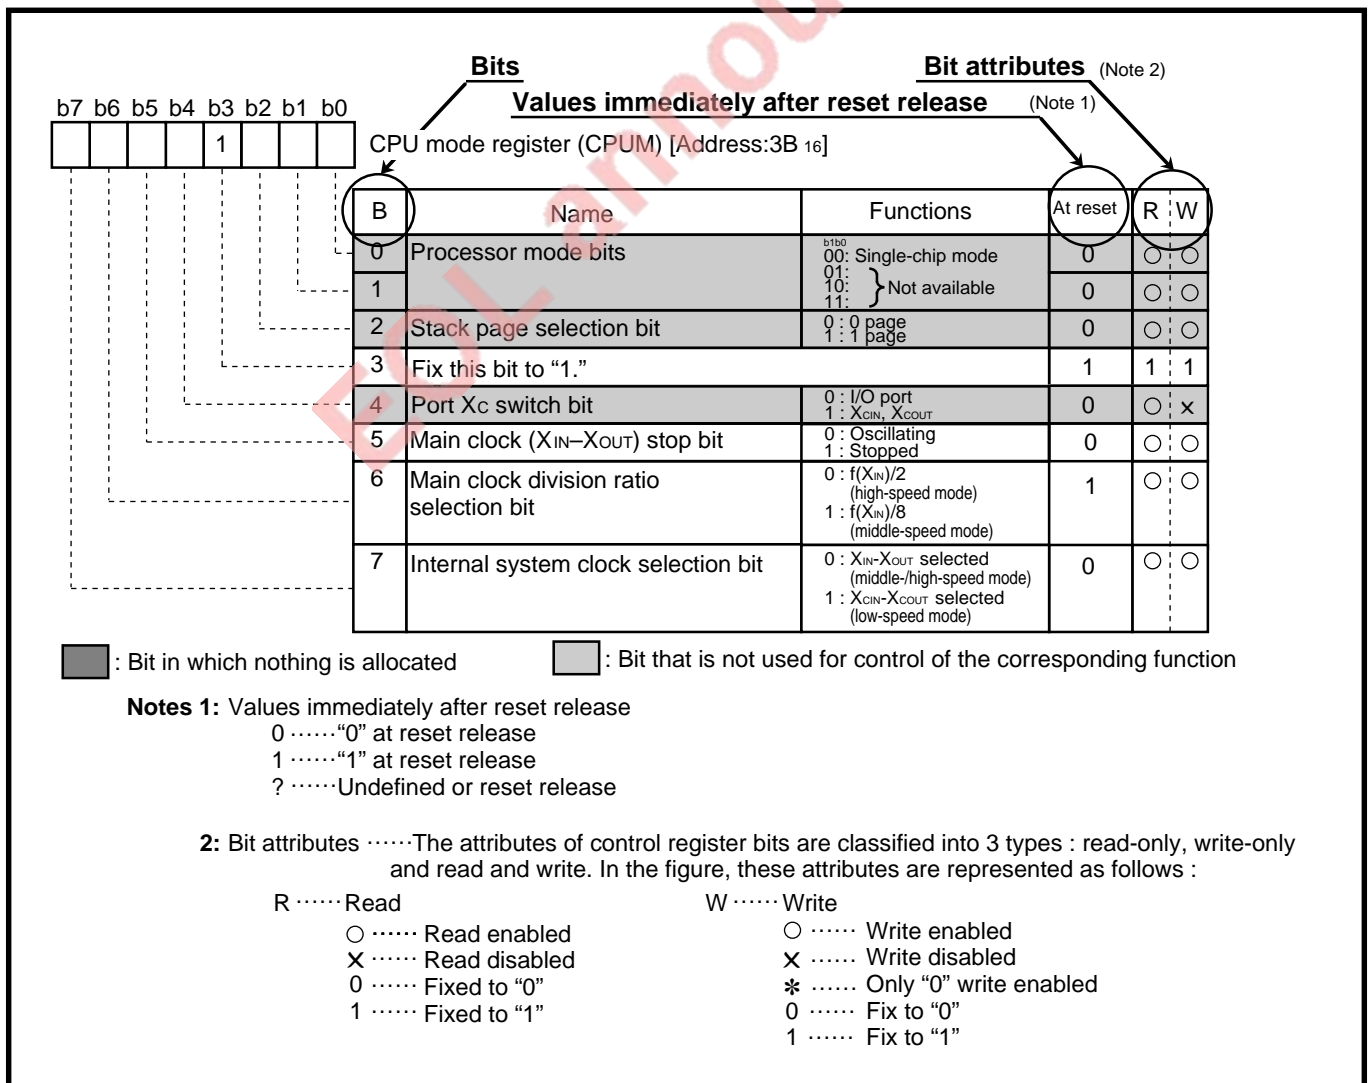 EOL annou
Bits
Bit attributes (Note 2)
Values immediately after reset release (Note 1)
b7 b6 b5 b4 b3 b2 b1 b0
1
CPU mode register (CPUM) [Address:3B 16]
B Name Functions At reset R W
0 Processor mode bits b1b0 0 ○ ○
00: Single-chip mode
01:
10: } Not available
11:
1 0 ○ ○
2 Stack page selection bit 0 : 0 page 0 ○ ○
1 : 1 page
3 Fix this bit to “1.” 1 1 1
4 Port XC switch bit 0 : I/O port 0 ○ ×
1 : XCIN, XCOUT
5 Main clock (XIN–XOUT) stop bit 0 : Oscillating 0 ○ ○
1 : Stopped
6 Main clock division ratio 0 : f(XIN)/2 1 ○ ○
selection bit (high-speed mode)
1 : f(XIN)/8
(middle-speed mode)
7 Internal system clock selection bit 0 : XIN-XOUT selected 0 ○ ○
(middle-/high-speed mode)
1 : XCIN-XCOUT selected
(low-speed mode)
: Bit in which nothing is allocated : Bit that is not used for control of the corresponding function
Notes 1: Values immediately after reset release
0 ······“0” at reset release
1 ······“1” at reset release
? ······Undefined or reset release
2: Bit attributes ······The attributes of control register bits are classified into 3 types : read-only, write-only
and read and write. In the figure, these attributes are represented as follows :
R ······Read W ······Write
○ ······ Read enabled ○ ······ Write enabled
× ······ Read disabled × ······ Write disabled
0 ······ Fixed to “0” ✻ ······ Only “0” write enabled
1 ······ Fixed to “1” 0 ······ Fix to “0”
1 ······ Fix to “1”